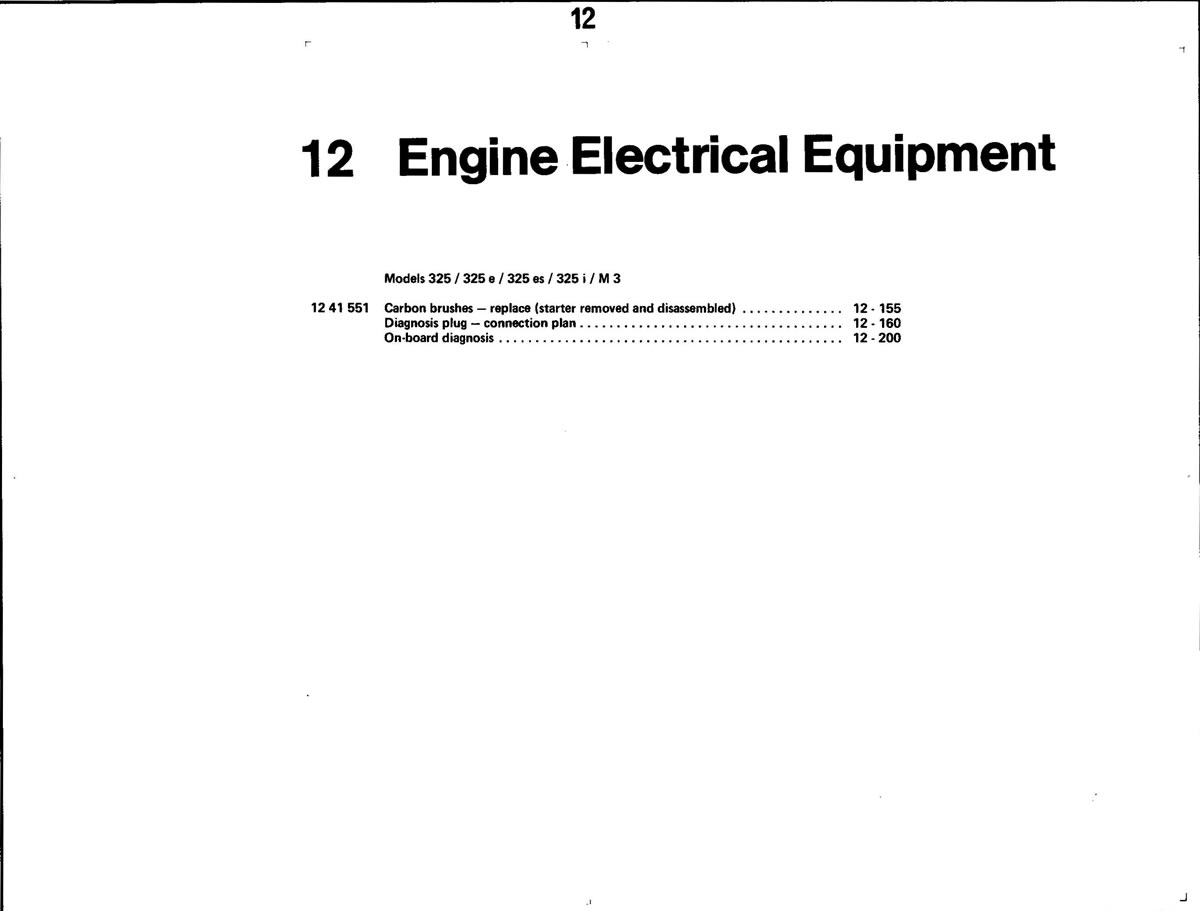 12
12 Engine Electrical Equipment
Models 325 / 325 e / 325 es / 325 i / M 3
12 41 551 Carbon brushes — replace (starter removed and disassembled) . . . . . . . . . . . . . . 12 - 155
Diagnosis plug — connection plan . . . . . . . . . . . . . . . . . . . . . . . . . . . . . . . . . . . . 12 - 160
On-board diagnosis . . . . . . . . . . . . . . . . . . . . . . . . . . . . . . . . . . . . . . . . . . . . . . . 12 - 200